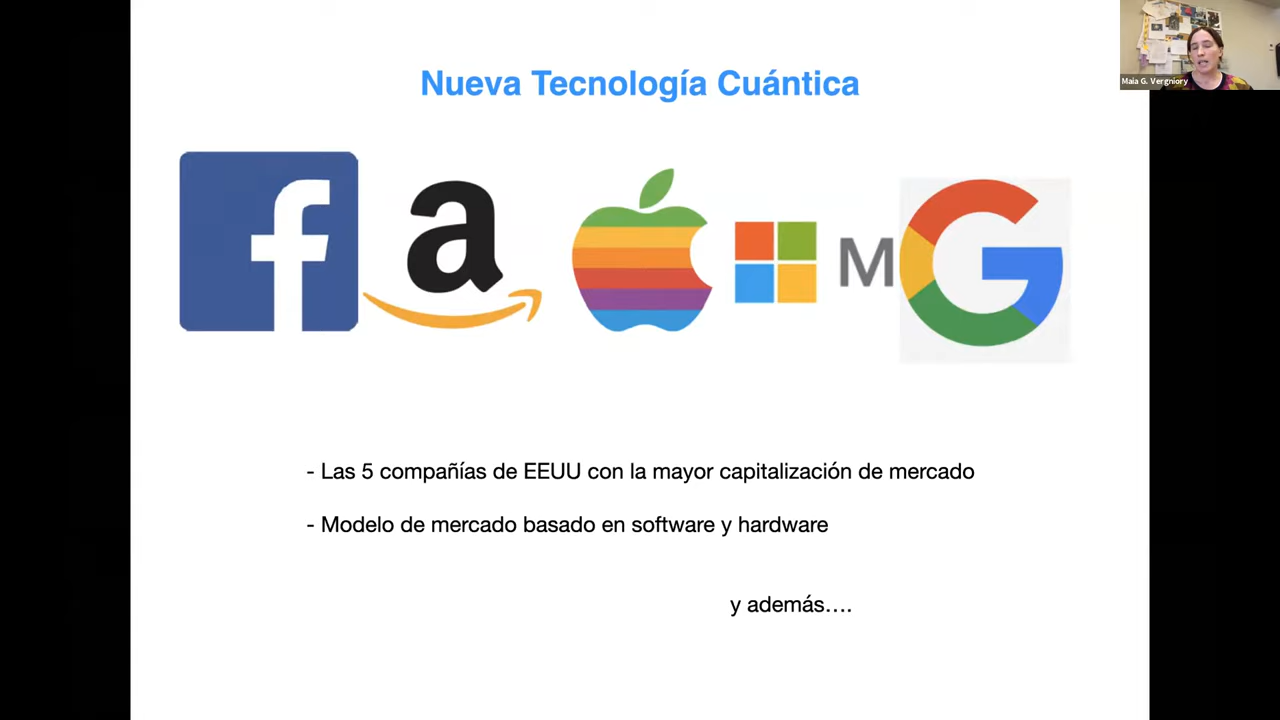 Nueva Tecnología Cuántica
Maia G. Vergniory
f
a
M
G
- Las 5 compañías de EEUU con la mayor capitalización de mercado
- Modelo de mercado basado en software y hardware
y además....